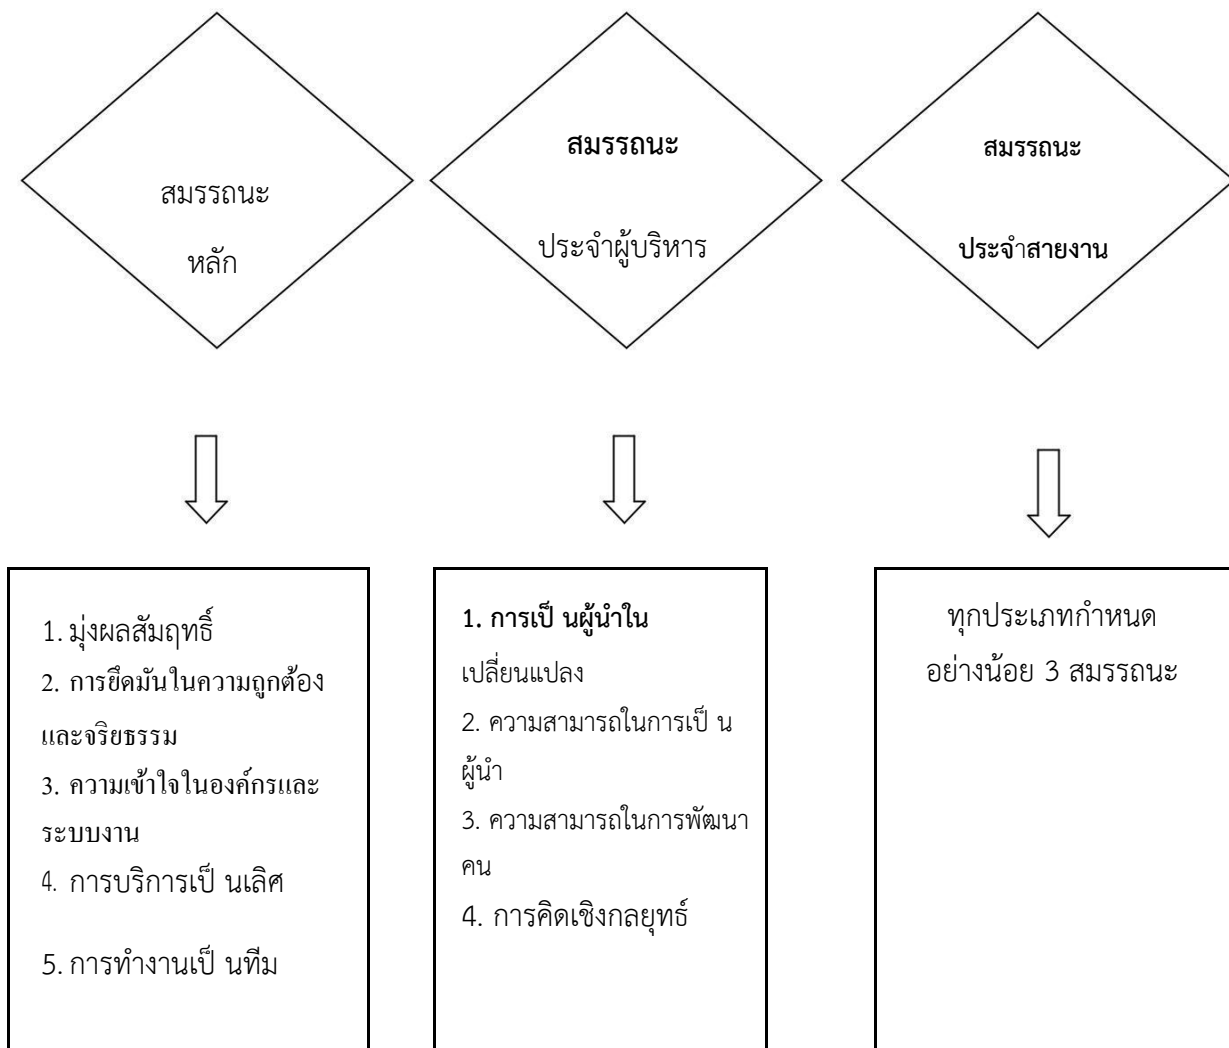 สมรรถนะ
หลัก
สมรรถนะ
ประจำผู้บริหาร
สมรรถนะ
ประจำสายงาน
1. มุ่งผลสัมฤทธิ์
2. การยึดมันในความถูกต้อง
และจริยธรรม
3. ความเข้าใจในองค์กรและ
ระบบงาน
4. การบริการเป็ นเลิศ
5. การทำงานเป็ นทีม
1. การเป็ นผู้นำใน
เปลี่ยนแปลง
2. ความสามารถในการเป็ น
ผู้นำ
3. ความสามารถในการพัฒนา
คน
4. การคิดเชิงกลยุทธ์
ทุกประเภทกำหนด
อย่างน้อย 3 สมรรถนะ